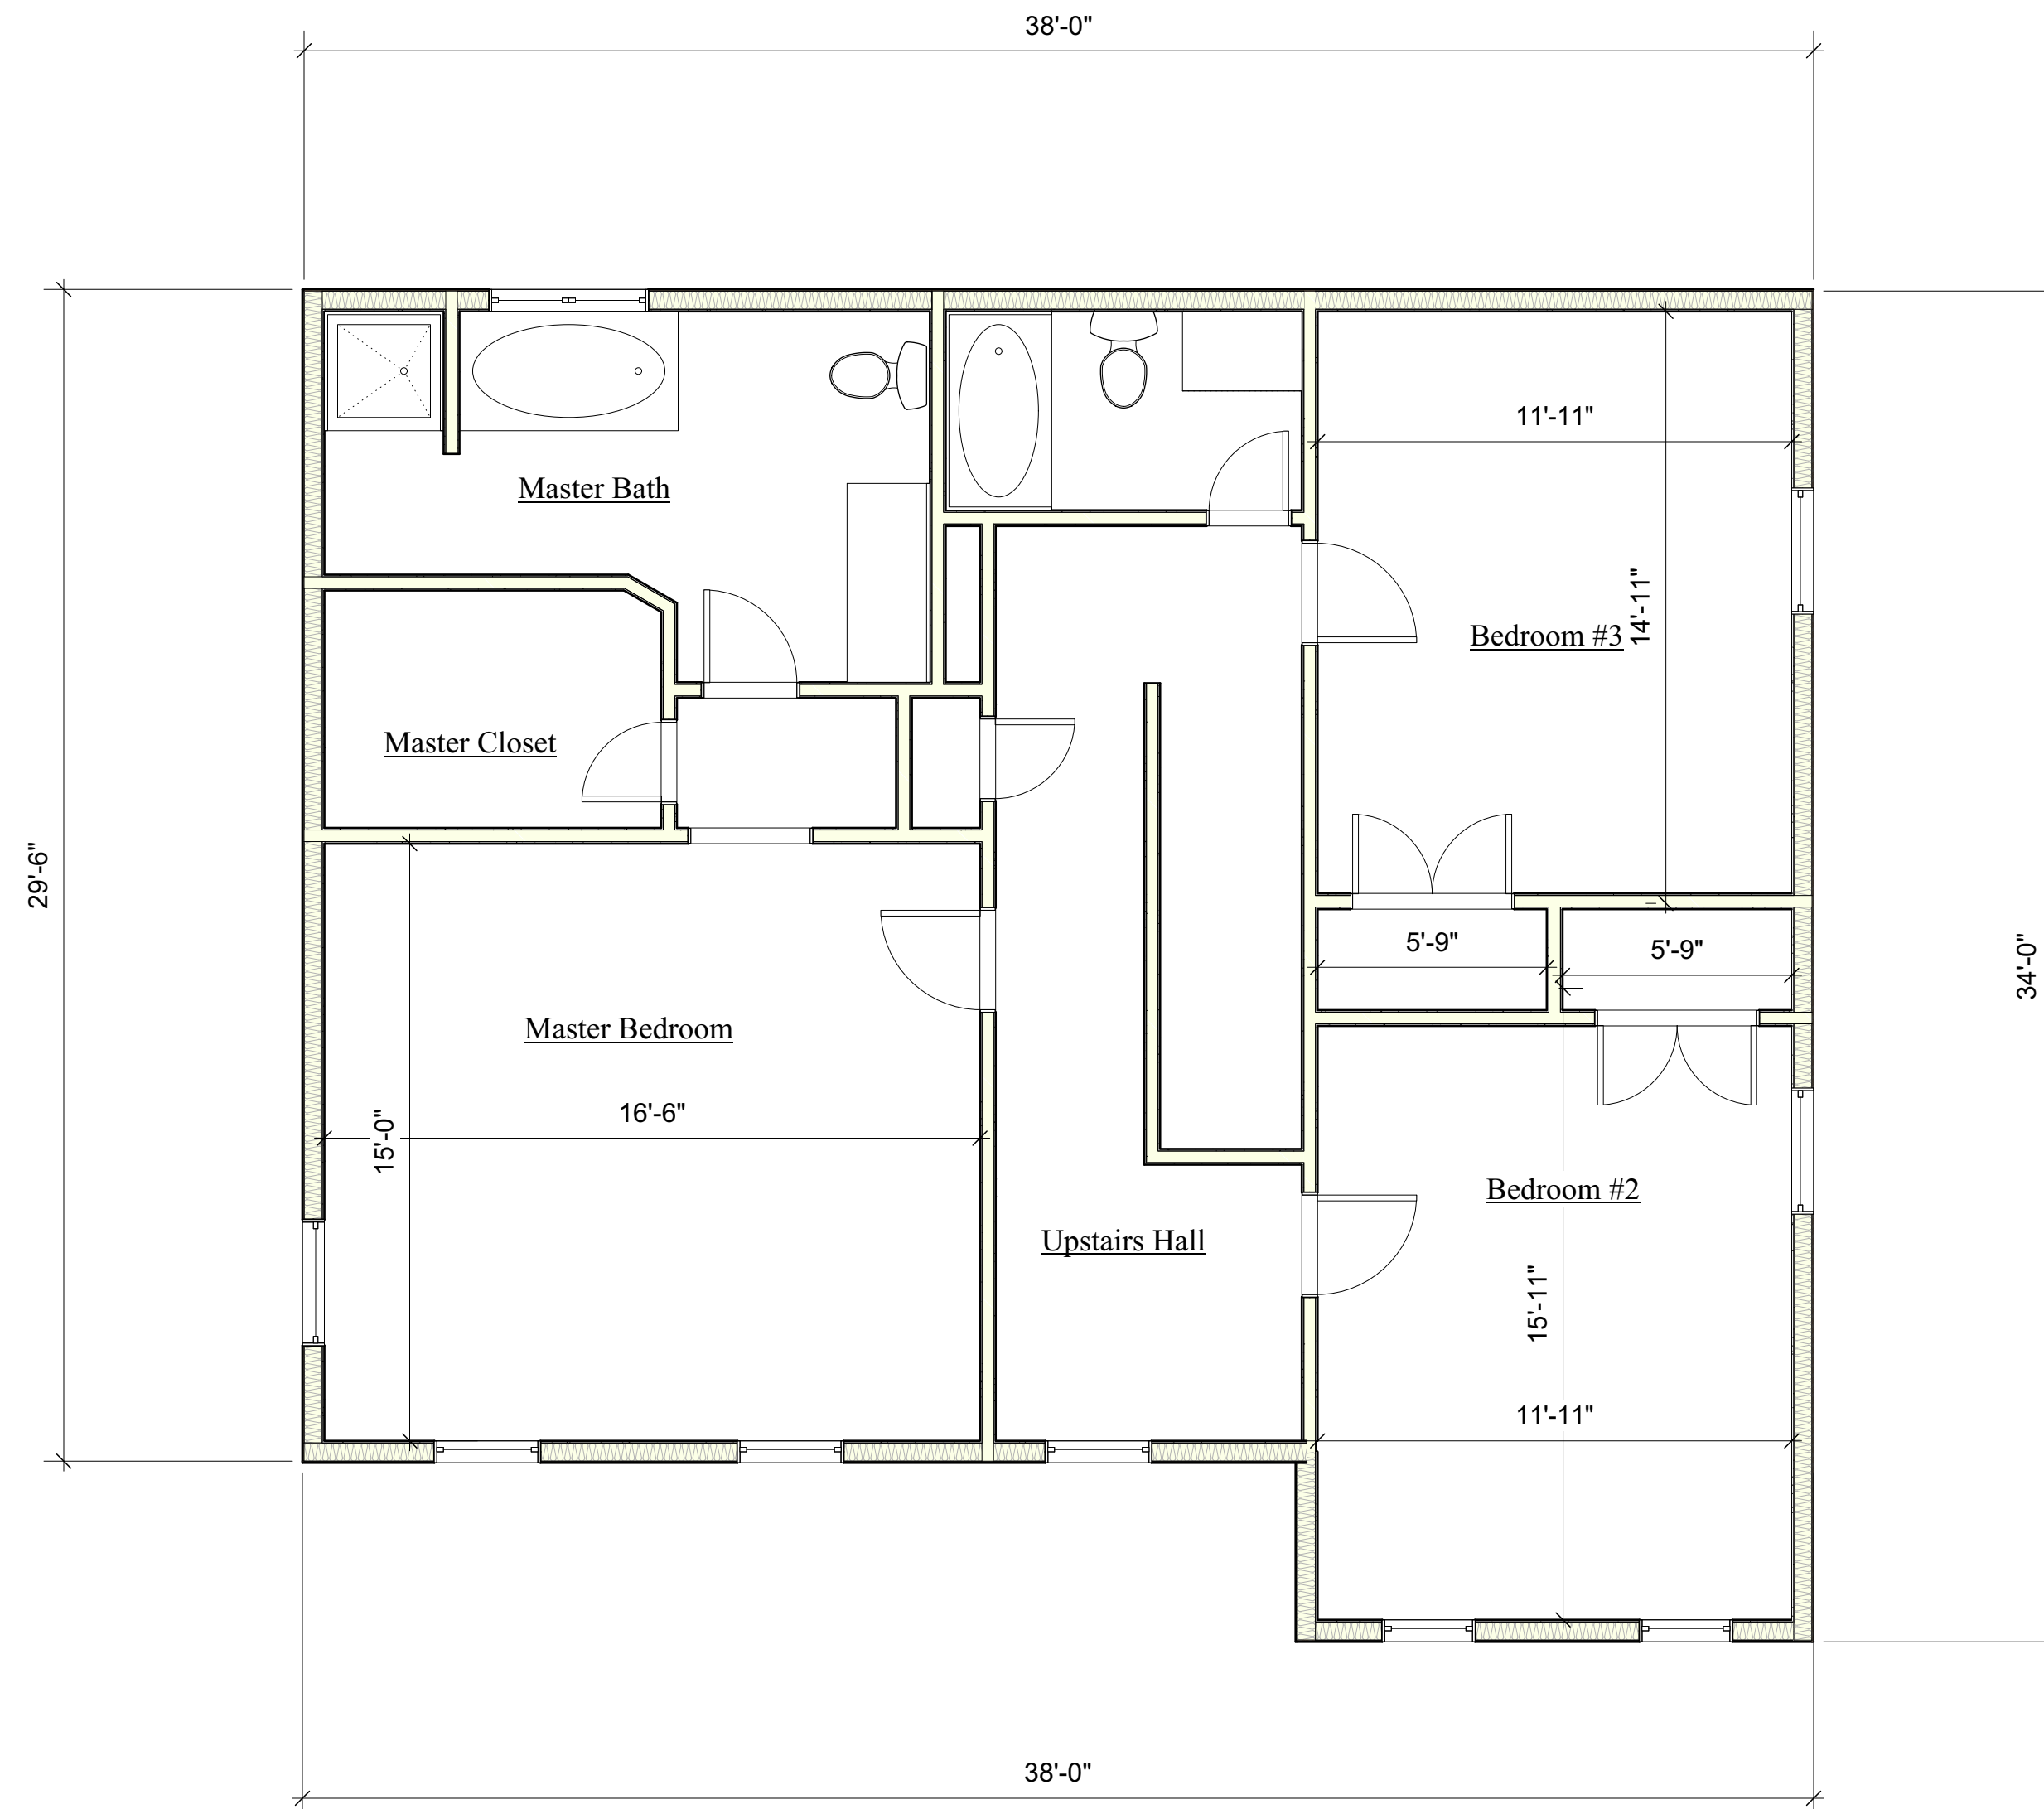 38'-0"
11'-11"
Master Bath
14'-11"
Bedroom #3
Master Closet
29'-6"
5'-9"
5'-9"
34'-0"
Master Bedroom
16'-6"
15'-0"
Bedroom #2
Upstairs Hall
15'-11"
11'-11"
38'-0"